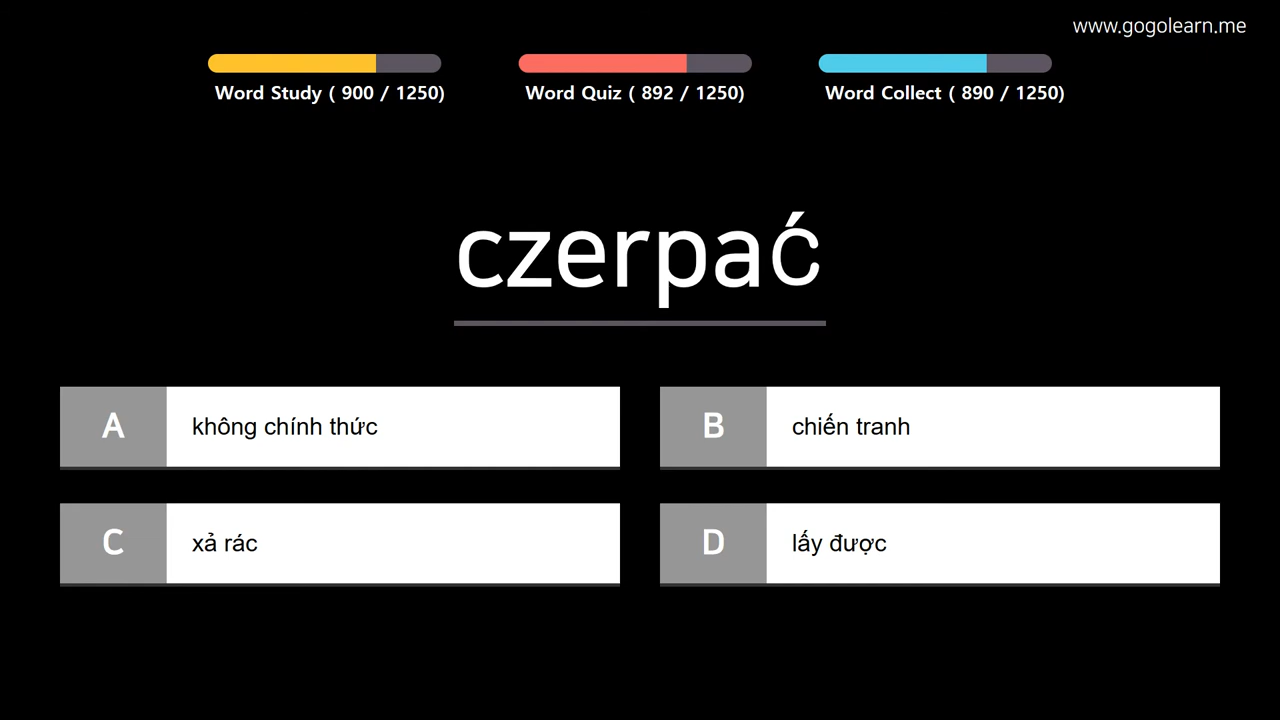 www.gogolearn.me
Word Study ( 900 / 1250)
Word Quiz ( 892 / 1250)
Word Collect ( 890 / 1250)
czerpać
A
không chính thức
B
chiến tranh
C
xả rác
D
lấy được